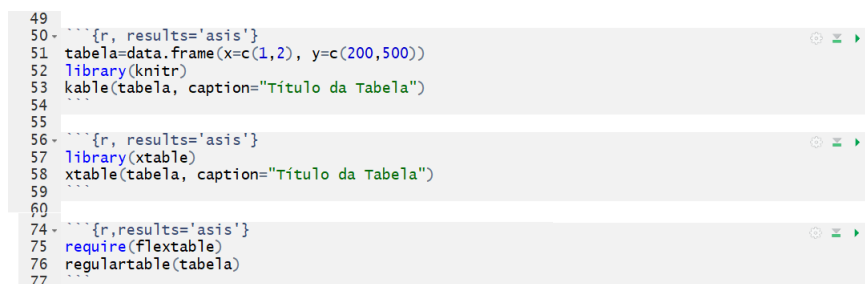 49
50 ```{r, results='asis'}
51 tabela=data.frame(x=c(1,2), y=c(200,500))
52 library(knitr)
53 kable(tabela, caption="Título da Tabela")
54 ```
55
56 ```{r, results='asis'}
57 library(xtable)
58 xtable(tabela, caption="Título da Tabela")
59 ```
60
74 ```{r,results='asis'}
75 require(flextable)
76 regulartable(tabela)
77 ```